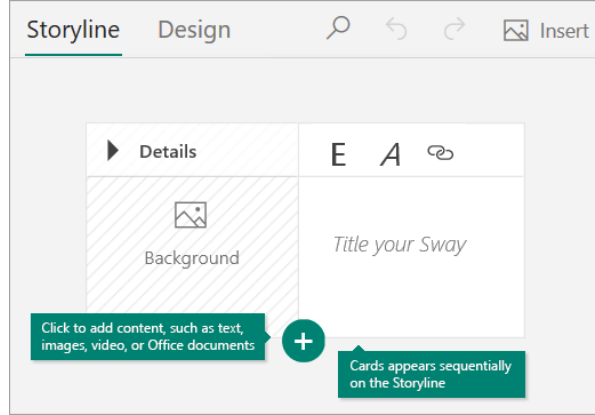 Storyline Design Insert
Details
E A
Background
Title your Sway
Click to add content, such as text,
images, video, or Office documents
+
Cards appears sequentially
on the Storyline